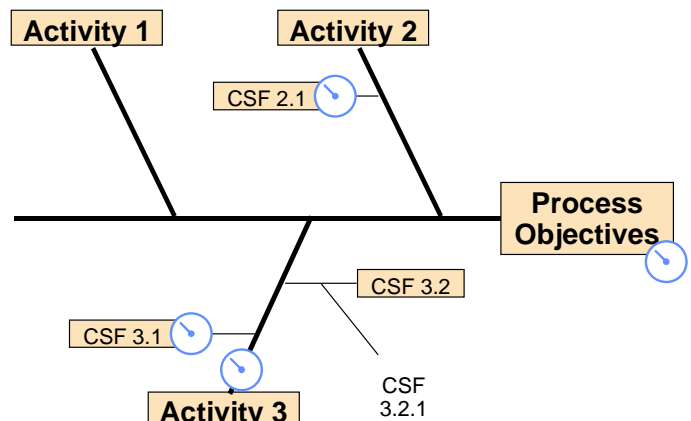 Activity 1
Activity 2
CSF 2.1
Process
Objectives
CSF 3.2
CSF 3.1
CSF
3.2.1
Activity 3